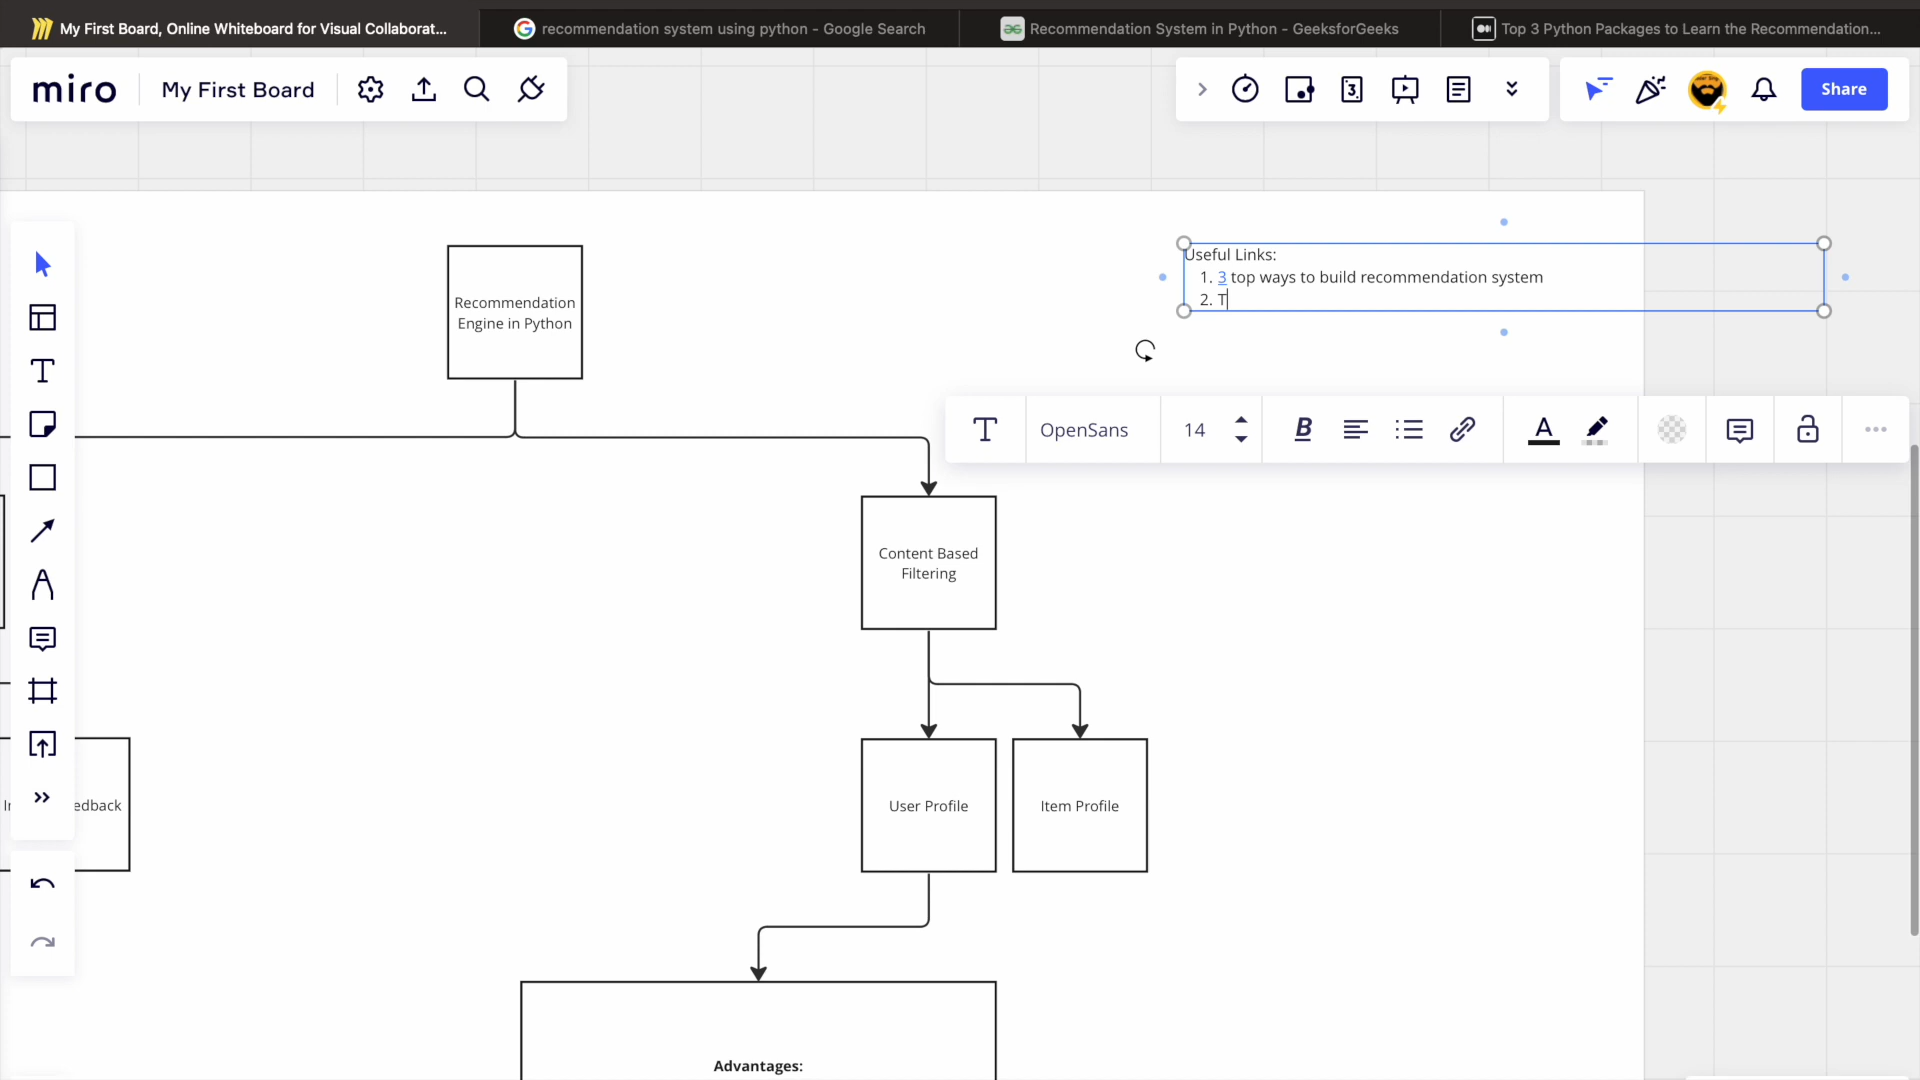 My First Board, Online Whiteboard for Visual Collaborat...
recommendation system using python - Google Search
Recommendation System in Python - GeeksforGeeks
Top 3 Python Packages to Learn the Recommendation...
miro
My First Board
3
Share
Useful Links:
1. 3 top ways to build recommendation system
2. T
Recommendation
Engine in Python
OpenSans
14
B
A
Content Based
Filtering
edback
User Profile
Item Profile
Advantages: